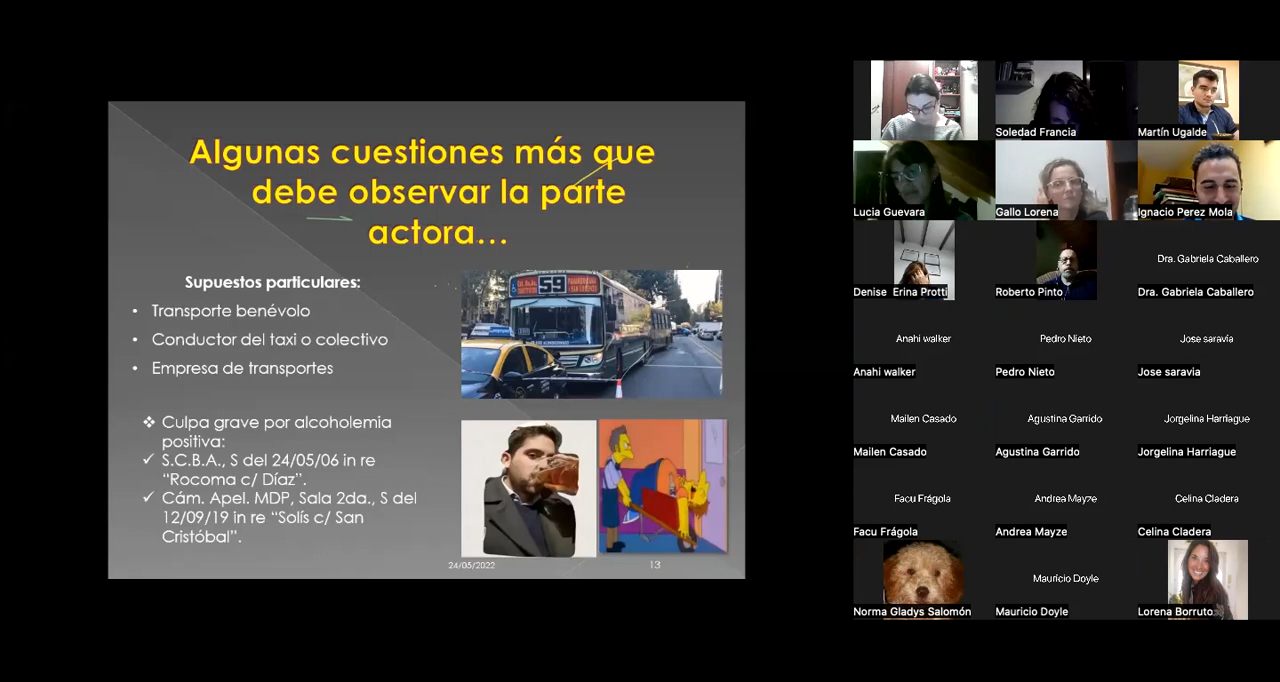 Algunas cuestiones más que
debe observar la parte
actora...
Supuestos particulares:
• Transporte benévolo
• Conductor del taxi o colectivo
• Empresa de transportes
❖ Culpa grave por alcoholemia
positiva:
✓ S.C.B.A., S del 24/05/06 in re
“Rocoma c/ Díaz”.
✓ Cám. Apel. MDP, Sala 2da., S del
12/09/19 in re “Solís c/ San
Cristóbal”.
59
24/05/2022
13
Soledad Francia
Martín Ugalde
Lucia Guevara
Gallo Lorena
Ignacio Perez Mola
Denise Erina Protti
Roberto Pinto
Dra. Gabriela Caballero
Dra. Gabriela Caballero
Anahi walker
Pedro Nieto
Jose saravia
Anahi walker
Pedro Nieto
Jose saravia
Mailen Casado
Agustina Garrido
Jorgelina Harriague
Mailen Casado
Agustina Garrido
Jorgelina Harriague
Facu Frágola
Andrea Mayze
Celina Cladera
Facu Frágola
Andrea Mayze
Celina Cladera
Mauricio Doyle
Norma Gladys Salomón
Mauricio Doyle
Lorena Borruto